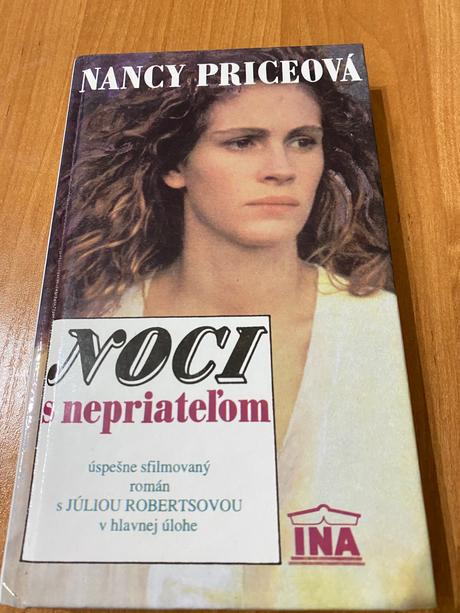 NANCY PRICEOVÁ
NOCI
s nepriateľom
úspešne sfilmovaný
román
s JÚLIOU ROBERTSOVOU
v hlavnej úlohe
INA